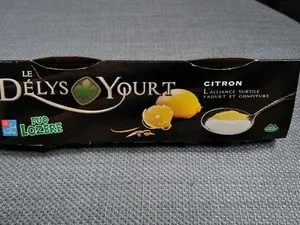 LE
DÉLYS YOURT
CITRON
L'ALLIANCE SUBTILE
YAOURT ET CONFITURE
DUO
LOZÈRE